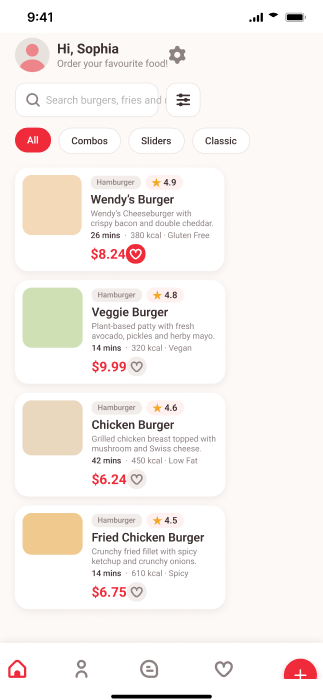 9:41
Hi, Sophia
Order your favourite food!
Search burgers, fries and
All
Combos
Sliders
Classic
Hamburger
4.9
Wendy's Burger
Wendy's Cheeseburger with
crispy bacon and double cheddar.
26 mins · 380 kcal · Gluten Free
$8.24
Hamburger
4.8
Veggie Burger
Plant-based patty with fresh
avocado, pickles and herby mayo.
14 mins · 320 kcal · Vegan
$9.99
Hamburger
4.6
Chicken Burger
Grilled chicken breast topped with
mushroom and Swiss cheese.
42 mins · 450 kcal · Low Fat
$6.24
Hamburger
4.5
Fried Chicken Burger
Crunchy fried fillet with spicy
ketchup and crunchy onions.
14 mins · 610 kcal · Spicy
$6.75